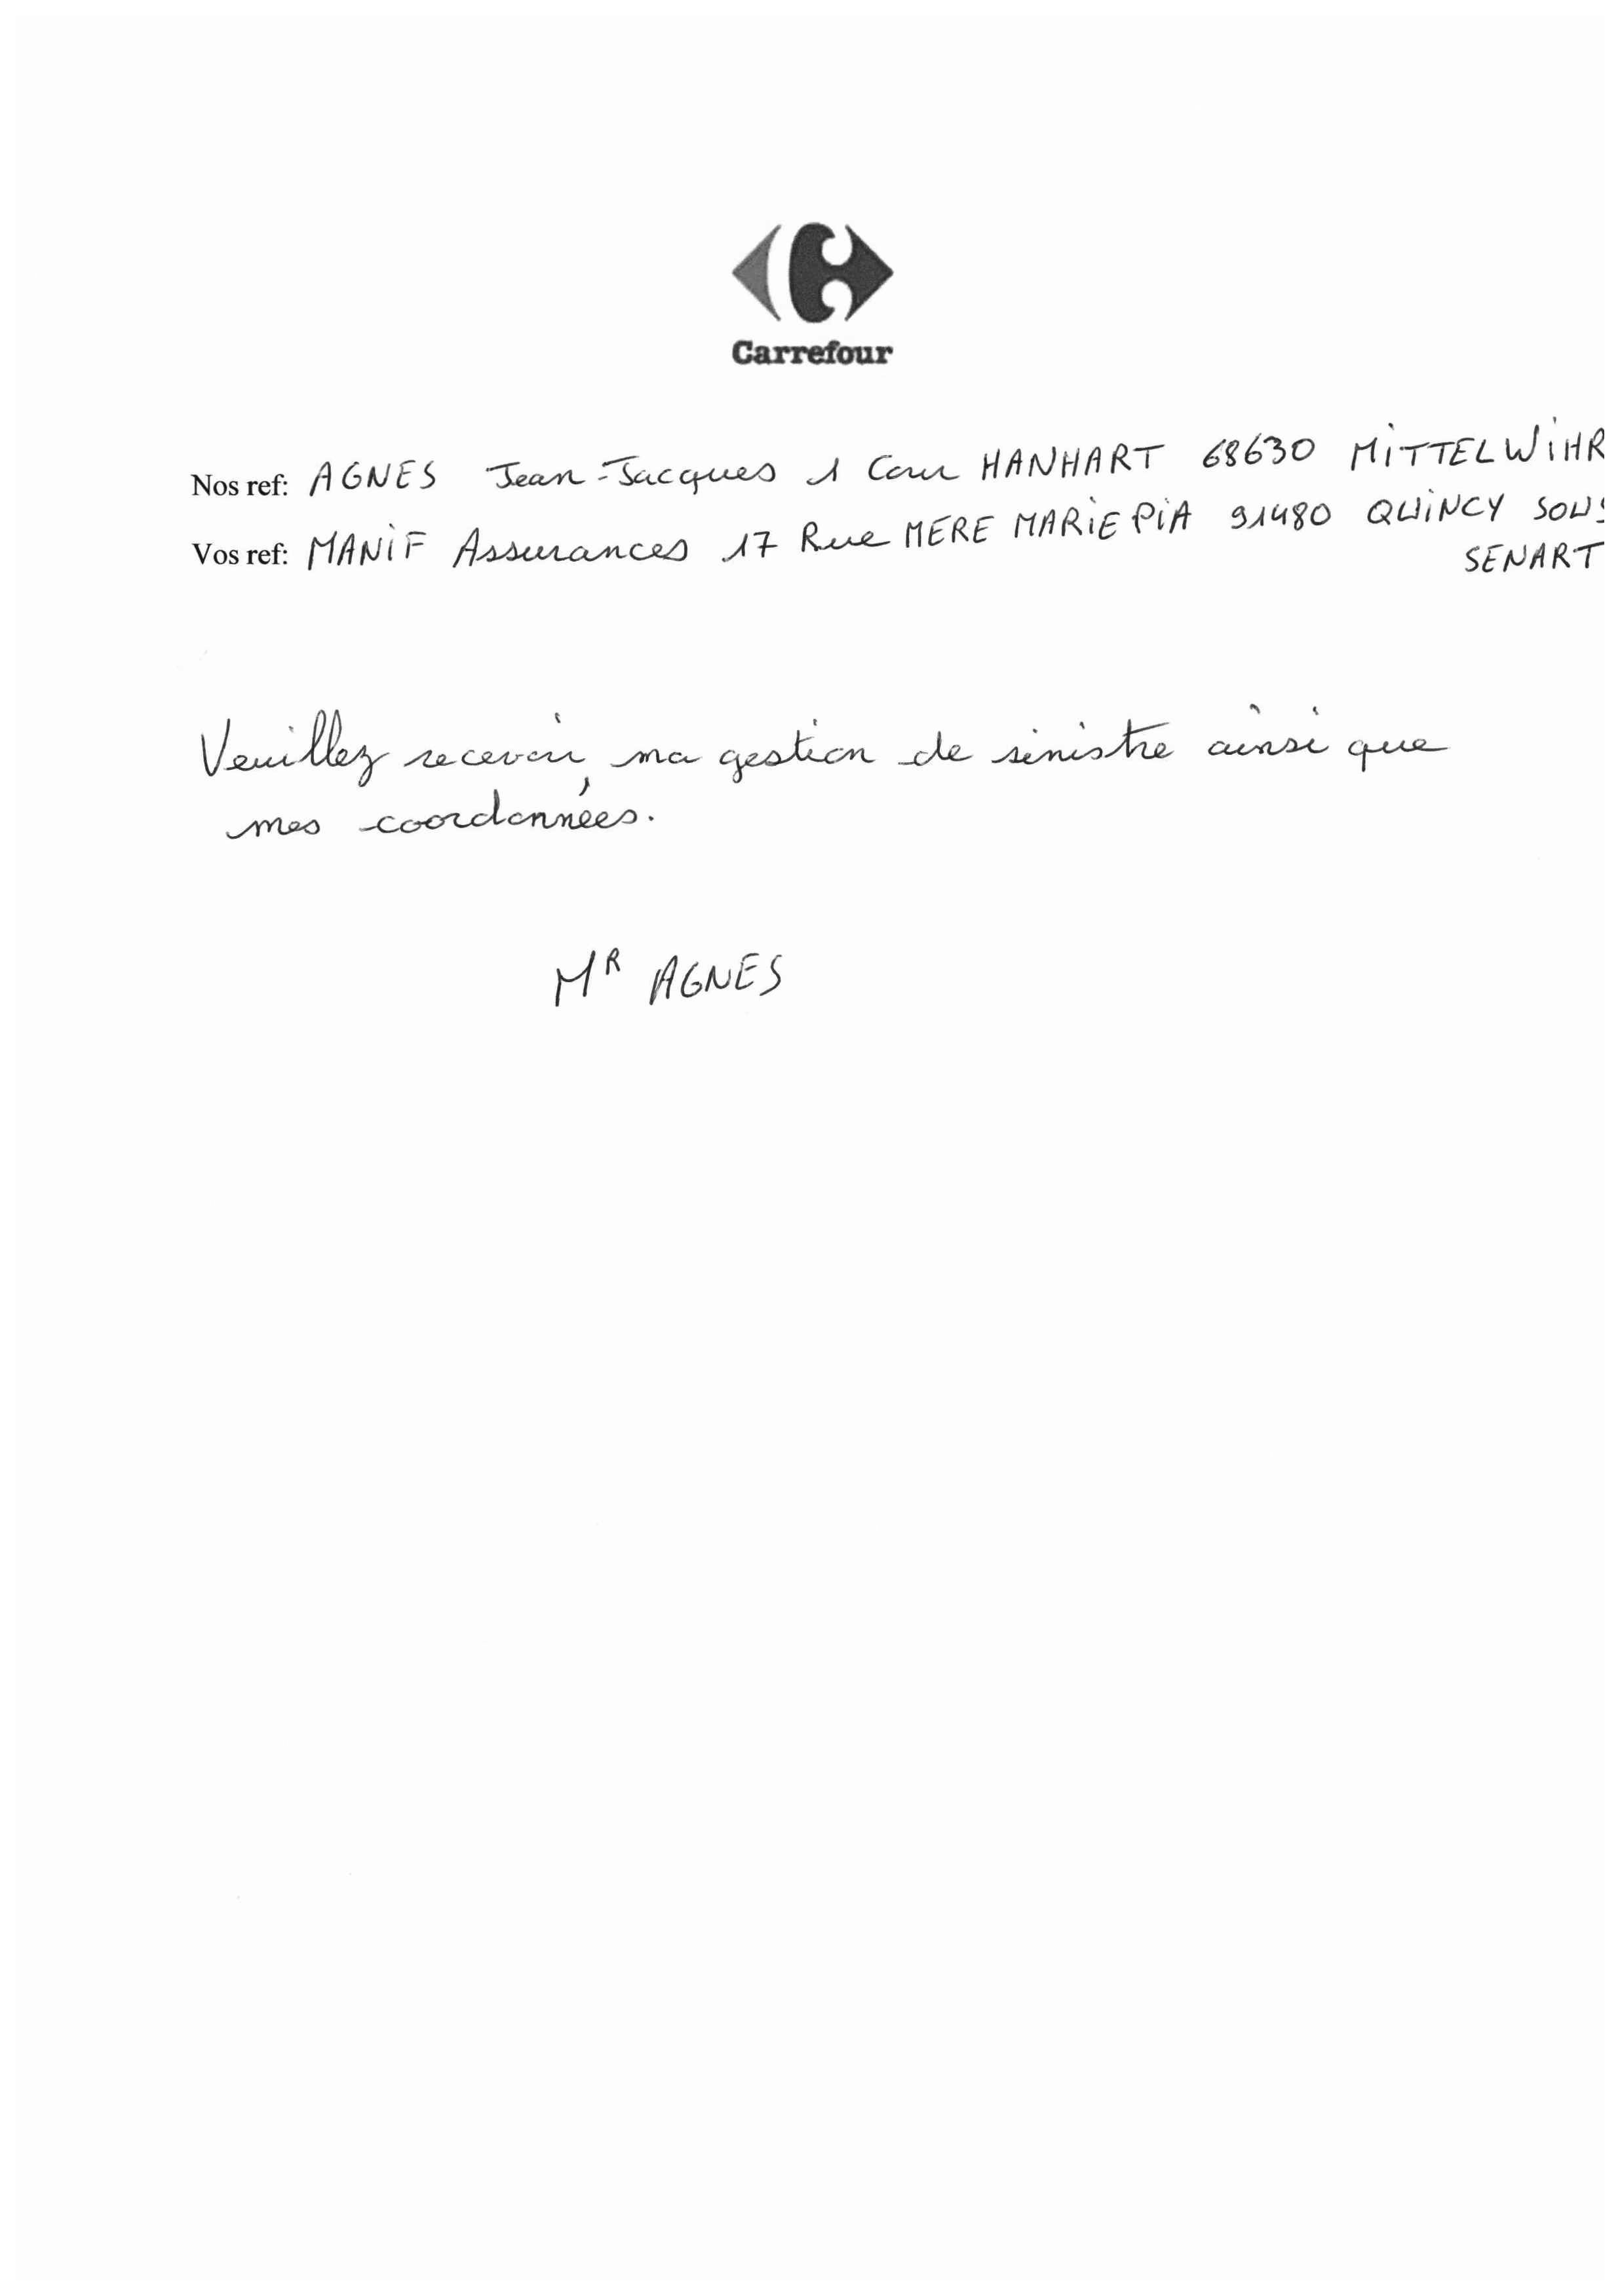 Carrefour
Nos ref: AGNES Jean-Jacques 1 Cour HANHART 68630 MITTELWIHR
Vos ref: MANIF Assurances 17 Rue MERE MARIE PIA 91480 QUINCY SOUS
SENART
Veuillez recevoir ma gestion de sinistre ainsi que
mes coordonnées.
MR AGNES